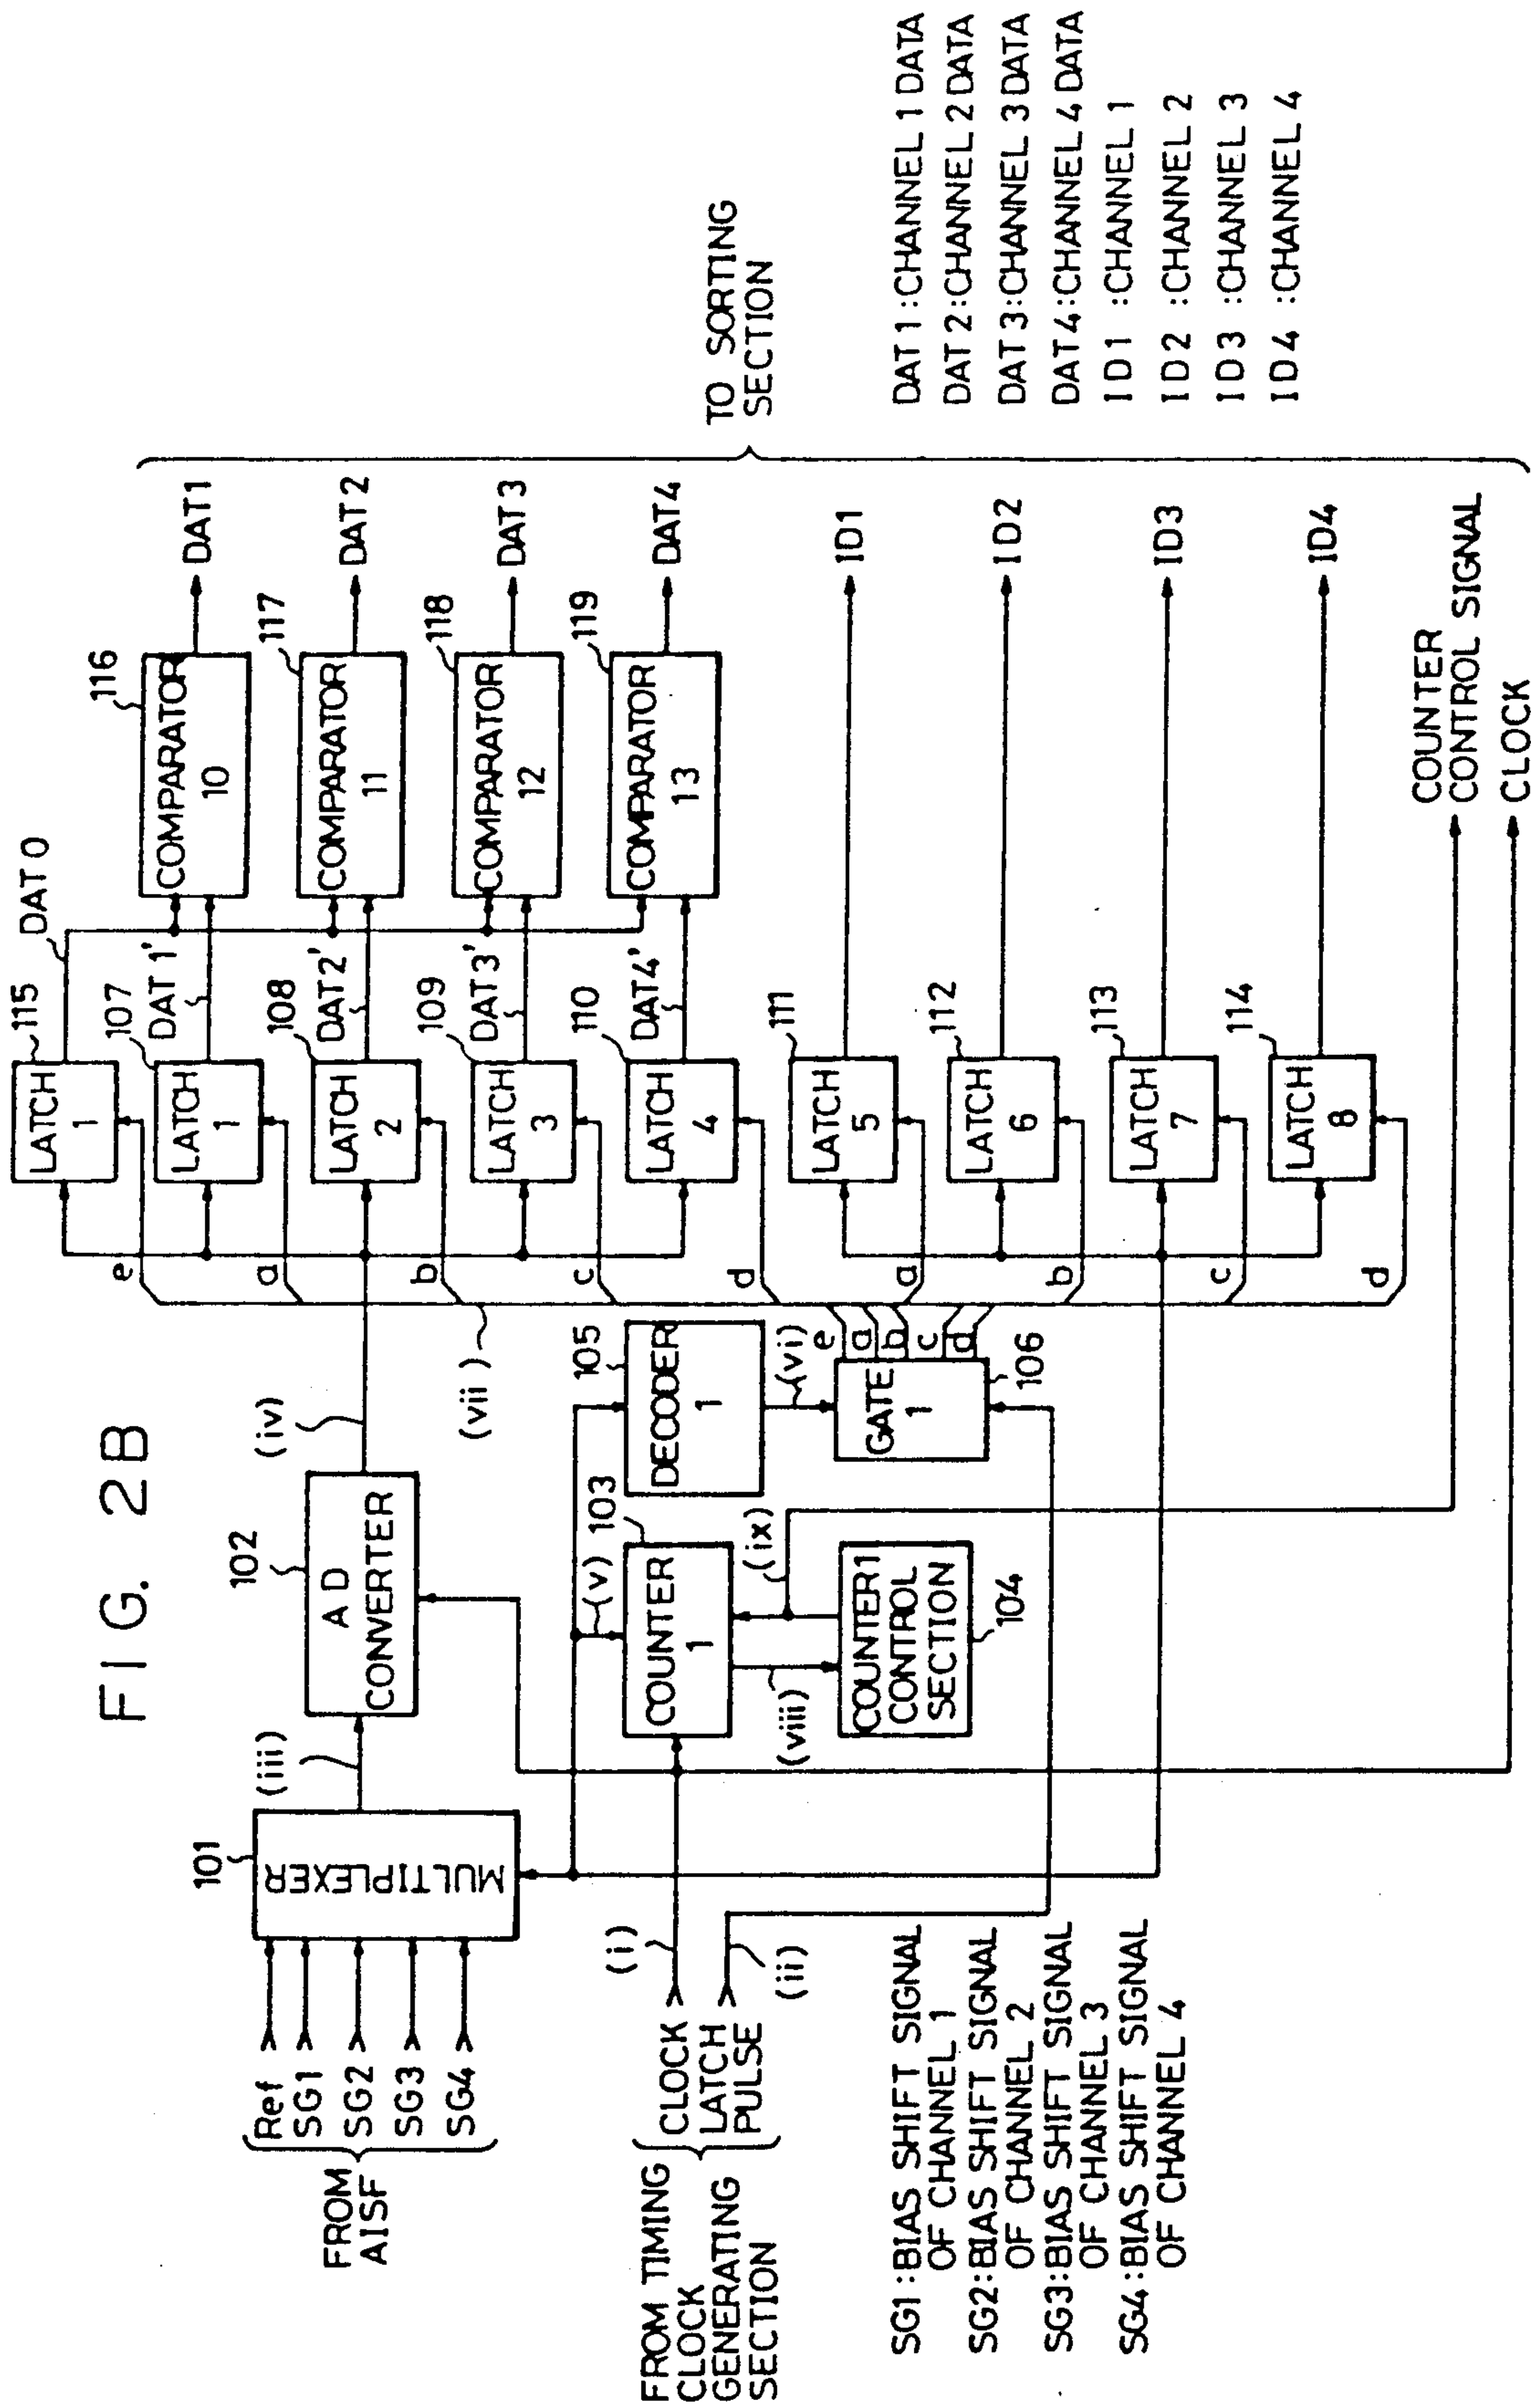 FIG. 2B
FROM
AISF
Ref
SG1
SG2
SG3
SG4
101
MULTIPLEXER
(iii)
102
A D
CONVERTER
(iv)
(vii)
FROM TIMING
CLOCK
GENERATING
SECTION
CLOCK
LATCH
PULSE
(i)
(ii)
103
COUNTER
1
(v)
(viii)
(ix)
COUNTER1
CONTROL
SECTION
104
105
DECODER
1
(vi)
GATE
1
106
e
a
b
c
d
e
a
b
c
d
a
b
c
d
115
LATCH
1
DAT 0
107
LATCH
1
DAT 1'
108
LATCH
2
DAT2'
109
LATCH
3
DAT3'
110
LATCH
4
DAT4'
111
LATCH
5
112
LATCH
6
113
LATCH
7
114
LATCH
8
116
COMPARATOR
10
DAT1
117
COMPARATOR
11
DAT2
118
COMPARATOR
12
DAT3
119
COMPARATOR
13
DAT4
ID1
ID2
ID3
ID4
COUNTER
CONTROL SIGNAL
CLOCK
TO SORTING
SECTION
SG1 :BIAS SHIFT SIGNAL
OF CHANNEL 1
SG2:BIAS SHIFT SIGNAL
OF CHANNEL 2
SG3:BIAS SHIFT SIGNAL
OF CHANNEL 3
SG4:BIAS SHIFT SIGNAL
OF CHANNEL 4
DAT 1 :CHANNEL 1 DATA
DAT 2:CHANNEL 2 DATA
DAT 3:CHANNEL 3 DATA
DAT 4:CHANNEL 4 DATA
ID1 :CHANNEL 1
ID2 :CHANNEL 2
ID3 :CHANNEL 3
ID4 :CHANNEL 4